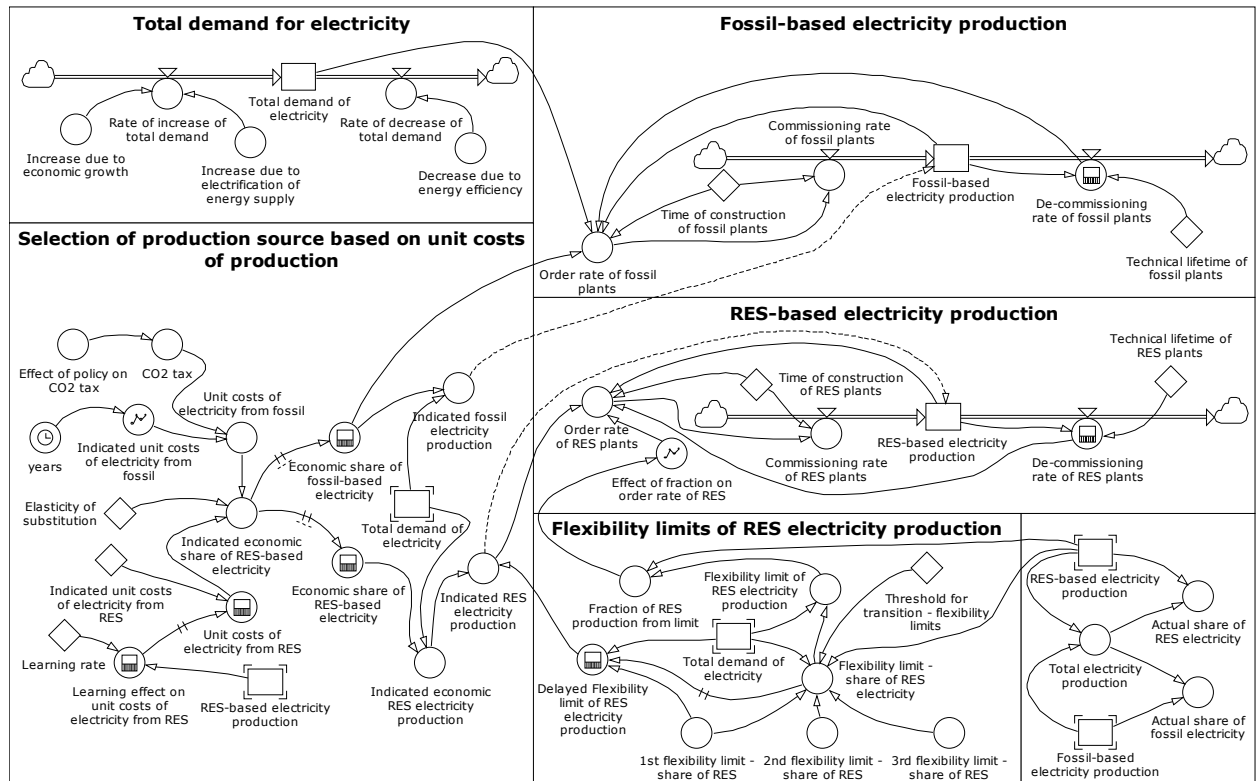 Total demand for electricity
Total demand of
electricity
Rate of increase of
total demand
Rate of decrease of
total demand
Increase due to
economic growth
Increase due to
electrification of
energy supply
Decrease due to
energy efficiency
Fossil-based electricity production
Commissioning rate
of fossil plants
Time of construction
of fossil plants
Fossil-based
electricity production
De-commissioning
rate of fossil plants
Order rate of fossil
plants
Technical lifetime of
fossil plants
Selection of production source based on unit costs
of production
Effect of policy on
CO2 tax
CO2 tax
Unit costs of
electricity from fossil
years
Indicated unit costs
of electricity from
fossil
Indicated fossil
electricity
production
Economic share of
fossil-based
electricity
Elasticity of
substitution
Total demand of
electricity
Indicated economic
share of RES-based
electricity
Indicated unit costs
of electricity from
RES
Economic share of
RES-based
electricity
Indicated RES
electricity
production
Unit costs of
electricity from RES
Learning rate
Learning effect on
unit costs of
electricity from RES
RES-based electricity
production
Indicated economic
RES electricity
production
RES-based electricity production
Technical lifetime of
RES plants
Time of construction
of RES plants
Order rate
of RES plants
Commissioning rate
of RES plants
RES-based electricity
production
De-commissioning
rate of RES plants
Effect of fraction on
order rate of RES
Flexibility limits of RES electricity production
Fraction of RES
production from limit
Flexibility limit of
RES electricity
production
Threshold for
transition - flexibility
limits
Total demand of
electricity
Flexibility limit -
share of RES
electricity
Delayed Flexibility
limit of RES
electricity
production
1st flexibility limit -
share of RES
2nd flexibility limit -
share of RES
3rd flexibility limit -
share of RES
RES-based electricity
production
Actual share of
RES electricity
Total electricity
production
Actual share of
fossil electricity
Fossil-based
electricity production